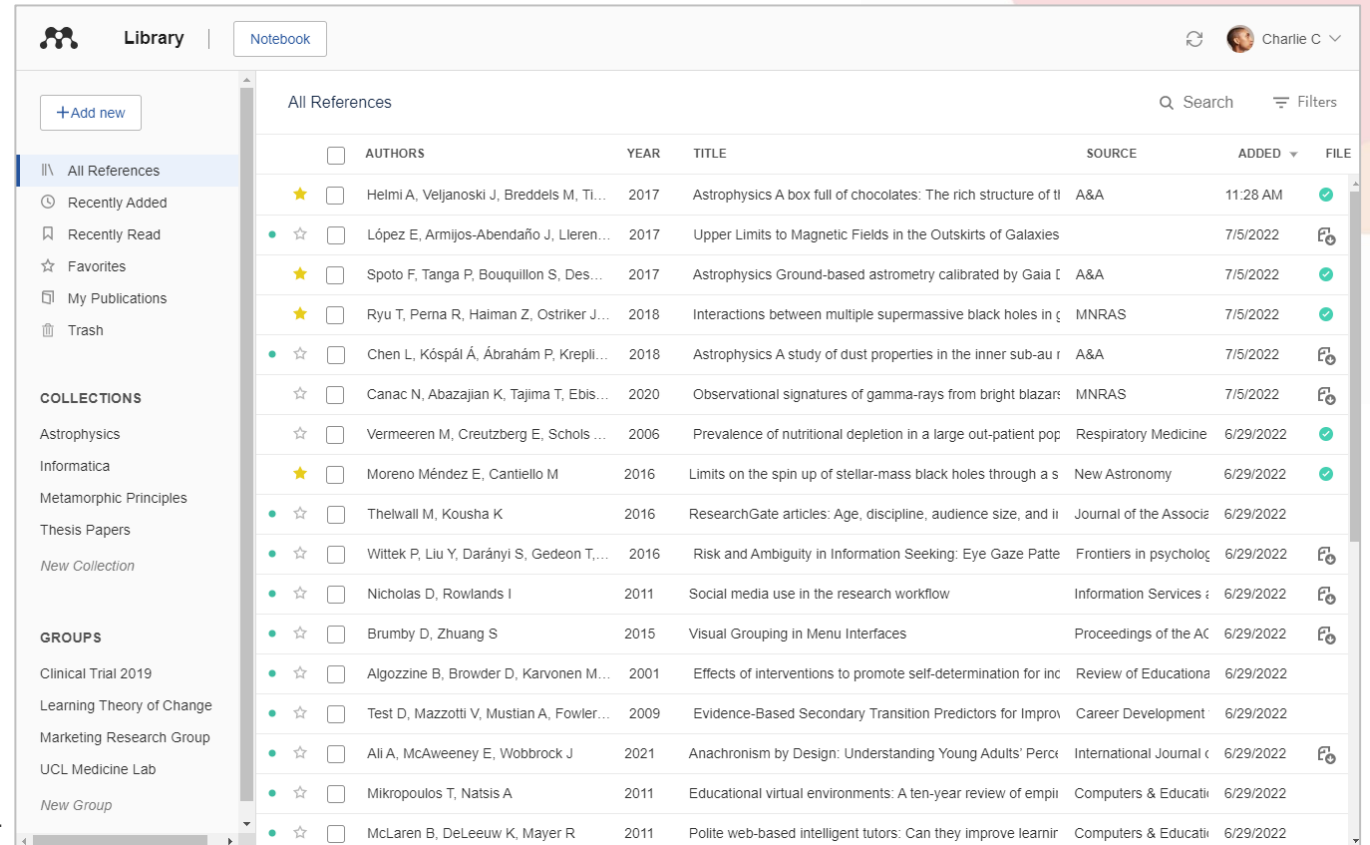 Library | Notebook Charlie C
+Add new
All References
Recently Added
Recently Read
Favorites
My Publications
Trash
COLLECTIONS
Astrophysics
Informatica
Metamorphic Principles
Thesis Papers
New Collection
GROUPS
Clinical Trial 2019
Learning Theory of Change
Marketing Research Group
UCL Medicine Lab
New Group
All References Search Filters
AUTHORS YEAR TITLE SOURCE ADDED FILE
Helmi A, Veljanoski J, Breddels M, Ti... 2017 Astrophysics A box full of chocolates: The rich structure of th A&A 11:28 AM
López E, Armijos-Abendaño J, Lleren... 2017 Upper Limits to Magnetic Fields in the Outskirts of Galaxies 7/5/2022
Spoto F, Tanga P, Bouquillon S, Des... 2017 Astrophysics Ground-based astrometry calibrated by Gaia A&A 7/5/2022
Ryu T, Perna R, Haiman Z, Ostriker J... 2018 Interactions between multiple supermassive black holes in MNRAS 7/5/2022
Chen L, Kóspál Á, Ábrahám P, Krepli... 2018 Astrophysics A study of dust properties in the inner sub-au A&A 7/5/2022
Canac N, Abazajian K, Tajima T, Ebis... 2020 Observational signatures of gamma-rays from bright blazars MNRAS 7/5/2022
Vermeeren M, Creutzberg E, Schols ... 2006 Prevalence of nutritional depletion in a large out-patient pop Respiratory Medicine 6/29/2022
Moreno Méndez E, Cantiello M 2016 Limits on the spin up of stellar-mass black holes through a s New Astronomy 6/29/2022
Thelwall M, Kousha K 2016 ResearchGate articles: Age, discipline, audience size, and Journal of the Associa 6/29/2022
Wittek P, Liu Y, Darányi S, Gedeon T,... 2016 Risk and Ambiguity in Information Seeking: Eye Gaze Patte Frontiers in psycholog 6/29/2022
Nicholas D, Rowlands I 2011 Social media use in the research workflow Information Services 6/29/2022
Brumby D, Zhuang S 2015 Visual Grouping in Menu Interfaces Proceedings of the AC 6/29/2022
Algozzine B, Browder D, Karvonen M... 2001 Effects of interventions to promote self-determination for inc Review of Educationa 6/29/2022
Test D, Mazzotti V, Mustian A, Fowler... 2009 Evidence-Based Secondary Transition Predictors for Improv Career Development 6/29/2022
Ali A, McAweeney E, Wobbrock J 2021 Anachronism by Design: Understanding Young Adults' Perce International Journal 6/29/2022
Mikropoulos T, Natsis A 2011 Educational virtual environments: A ten-year review of empir Computers & Educati 6/29/2022
McLaren B, DeLeeuw K, Mayer R 2011 Polite web-based intelligent tutors: Can they improve learnin Computers & Educati 6/29/2022